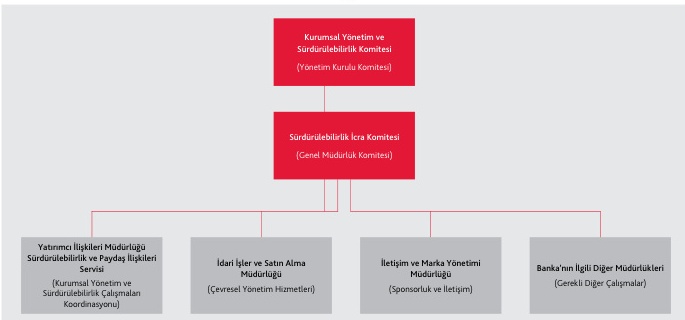 Kurumsal Yönetim ve
Sürdürülebilirlik Komitesi
(Yönetim Kurulu Komitesi)
Sürdürülebilirlik İcra Komitesi
(Genel Müdürlük Komitesi)
Yatırımcı İlişkileri Müdürlüğü
Sürdürülebilirlik ve Paydaş İlişkileri
Servisi
(Kurumsal Yönetim ve
Sürdürülebilirlik Çalışmaları
Koordinasyonu)
İdari İşler ve Satın Alma
Müdürlüğü
(Çevresel Yönetim Hizmetleri)
İletişim ve Marka Yönetimi
Müdürlüğü
(Sponsorluk ve İletişim)
Banka'nın İlgili Diğer Müdürlükleri
(Gerekli Diğer Çalışmalar)